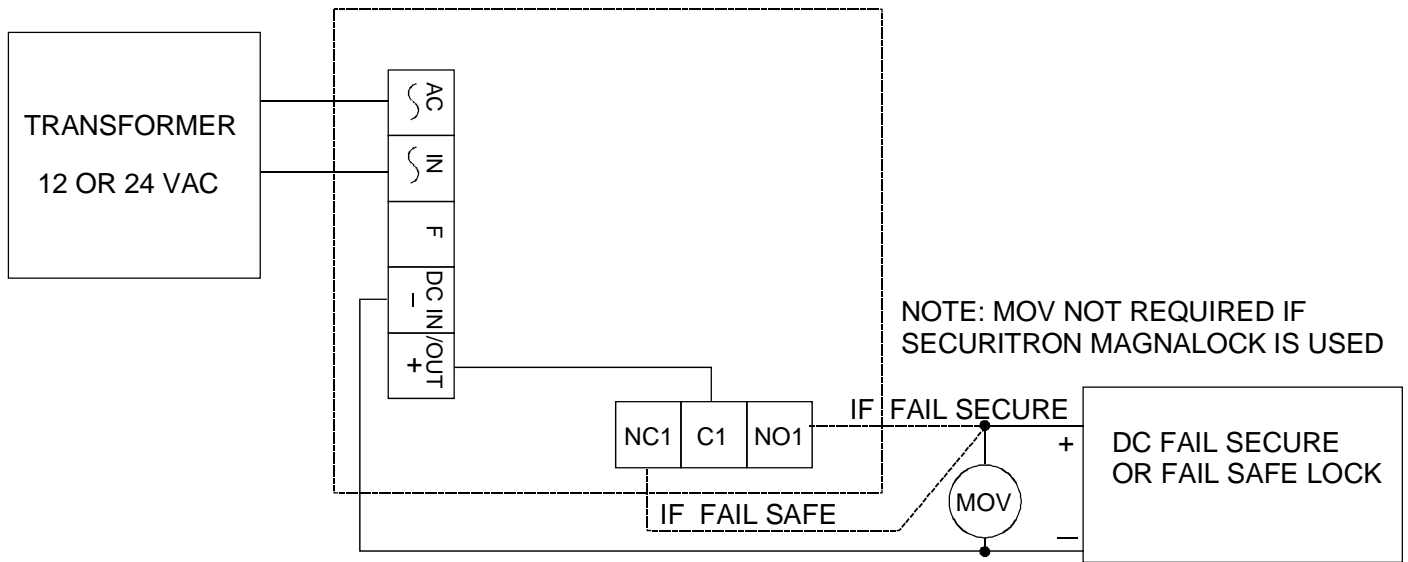 TRANSFORMER
12 OR 24 VAC
AC
IN
F
DC IN/OUT
–
+
NC1
C1
NO1
IF FAIL SECURE
IF FAIL SAFE
NOTE: MOV NOT REQUIRED IF
SECURITRON MAGNALOCK IS USED
MOV
+
—
DC FAIL SECURE
OR FAIL SAFE LOCK